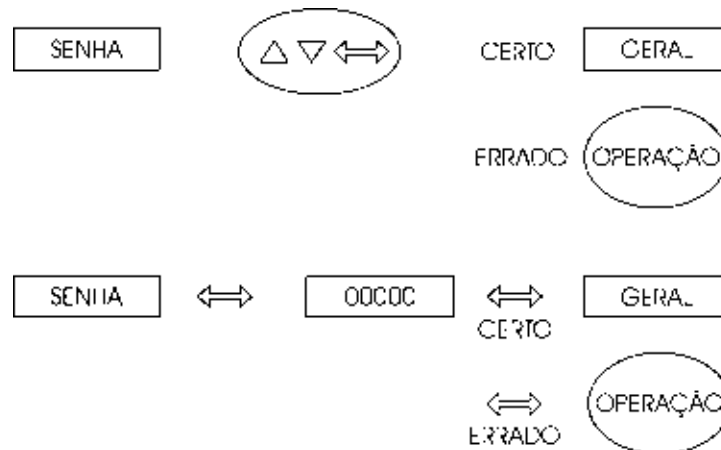 SENHA CERTO GERAL
ERRADO OPERAÇÃO
SENHA 00000 GERAL
CERTO
OPERAÇÃO
ERRADO